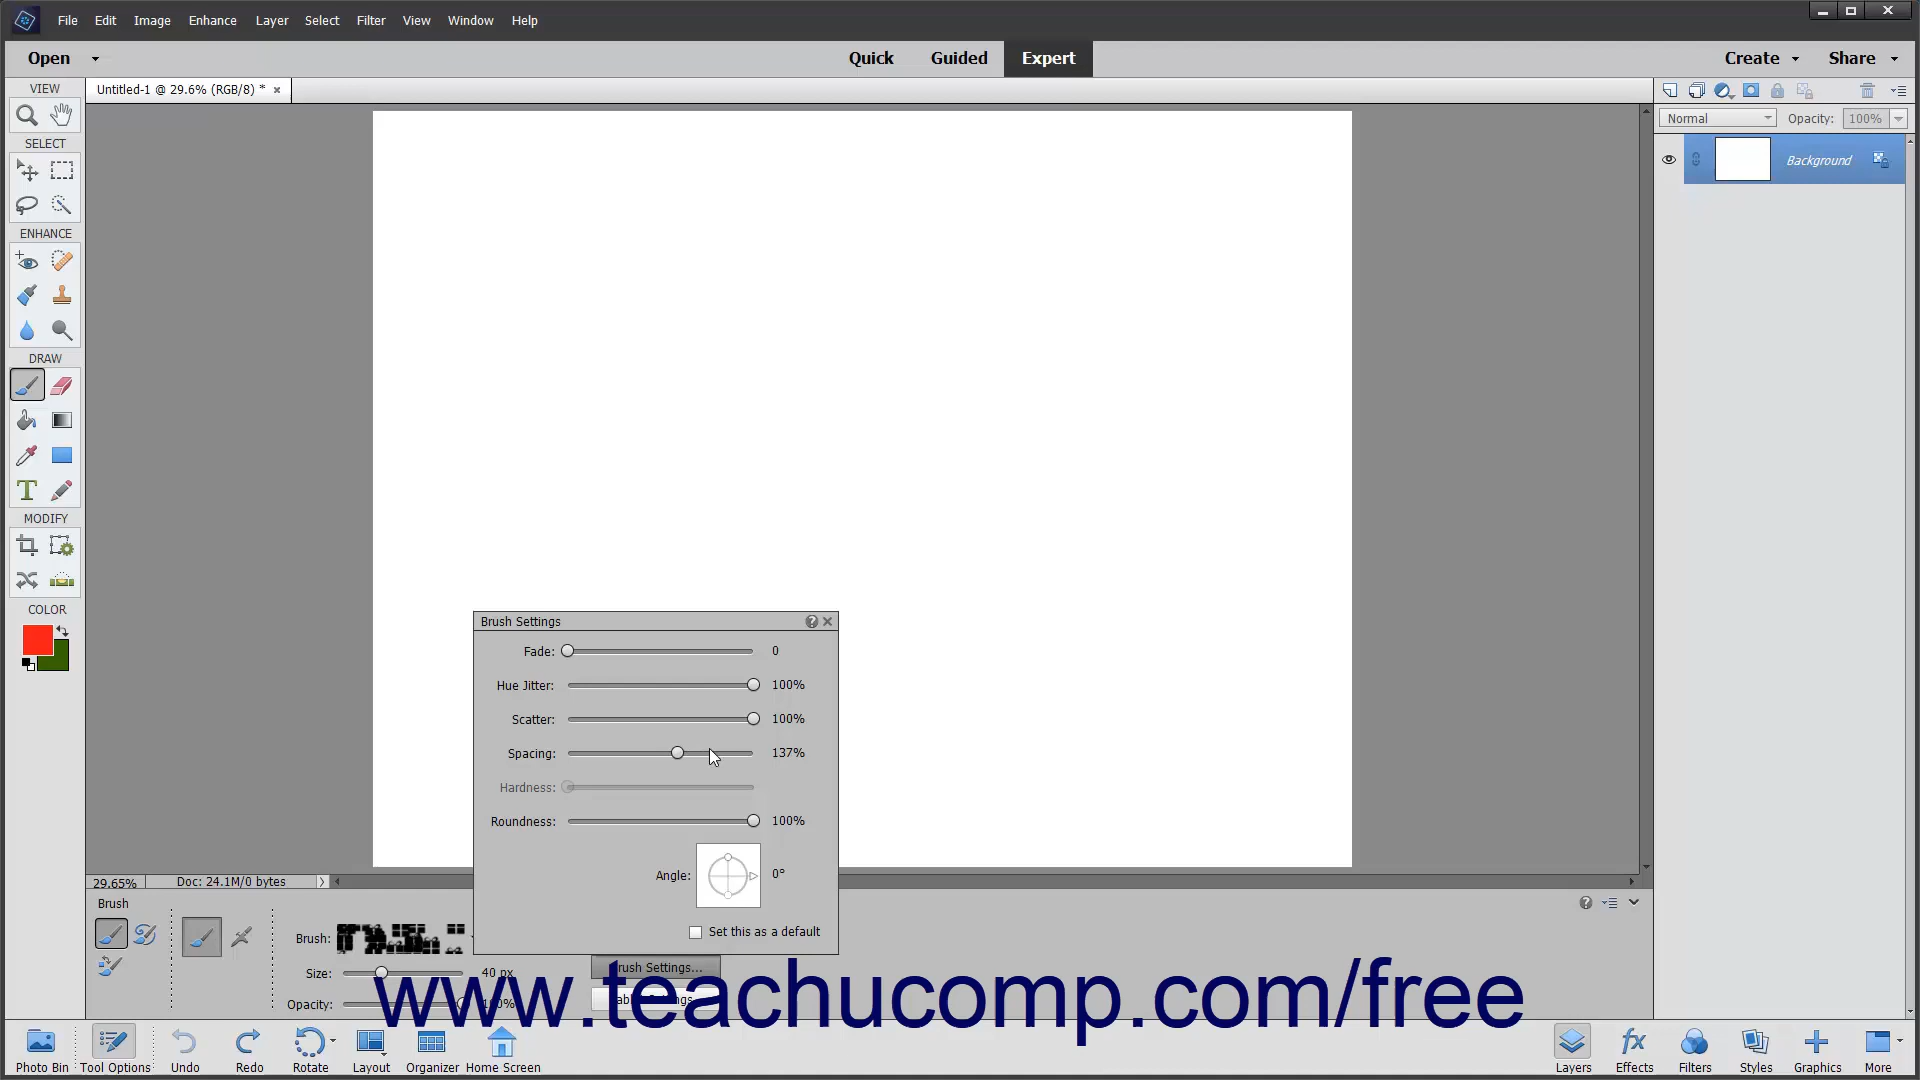 File Edit Image Enhance Layer Select Filter View Window Help
Open Quick Guided Expert Create Share
VIEW
Untitled-1 @ 29.6% (RGB/8) * ×
Normal Opacity: 100%
SELECT
Background
ENHANCE
DRAW
MODIFY
COLOR
Brush Settings
Fade: 0
Hue Jitter: 100%
Scatter: 100%
Spacing: 137%
Hardness:
Roundness: 100%
Angle: 0°
Set this as a default
29.65% Doc: 24.1M/0 bytes
Brush
Brush:
Size: 40 px
Brush Settings...
Opacity: 100%
www.teachucomp.com/free
Photo Bin Tool Options Undo Redo Rotate Layout Organizer Home Screen Layers Effects Filters Styles Graphics More